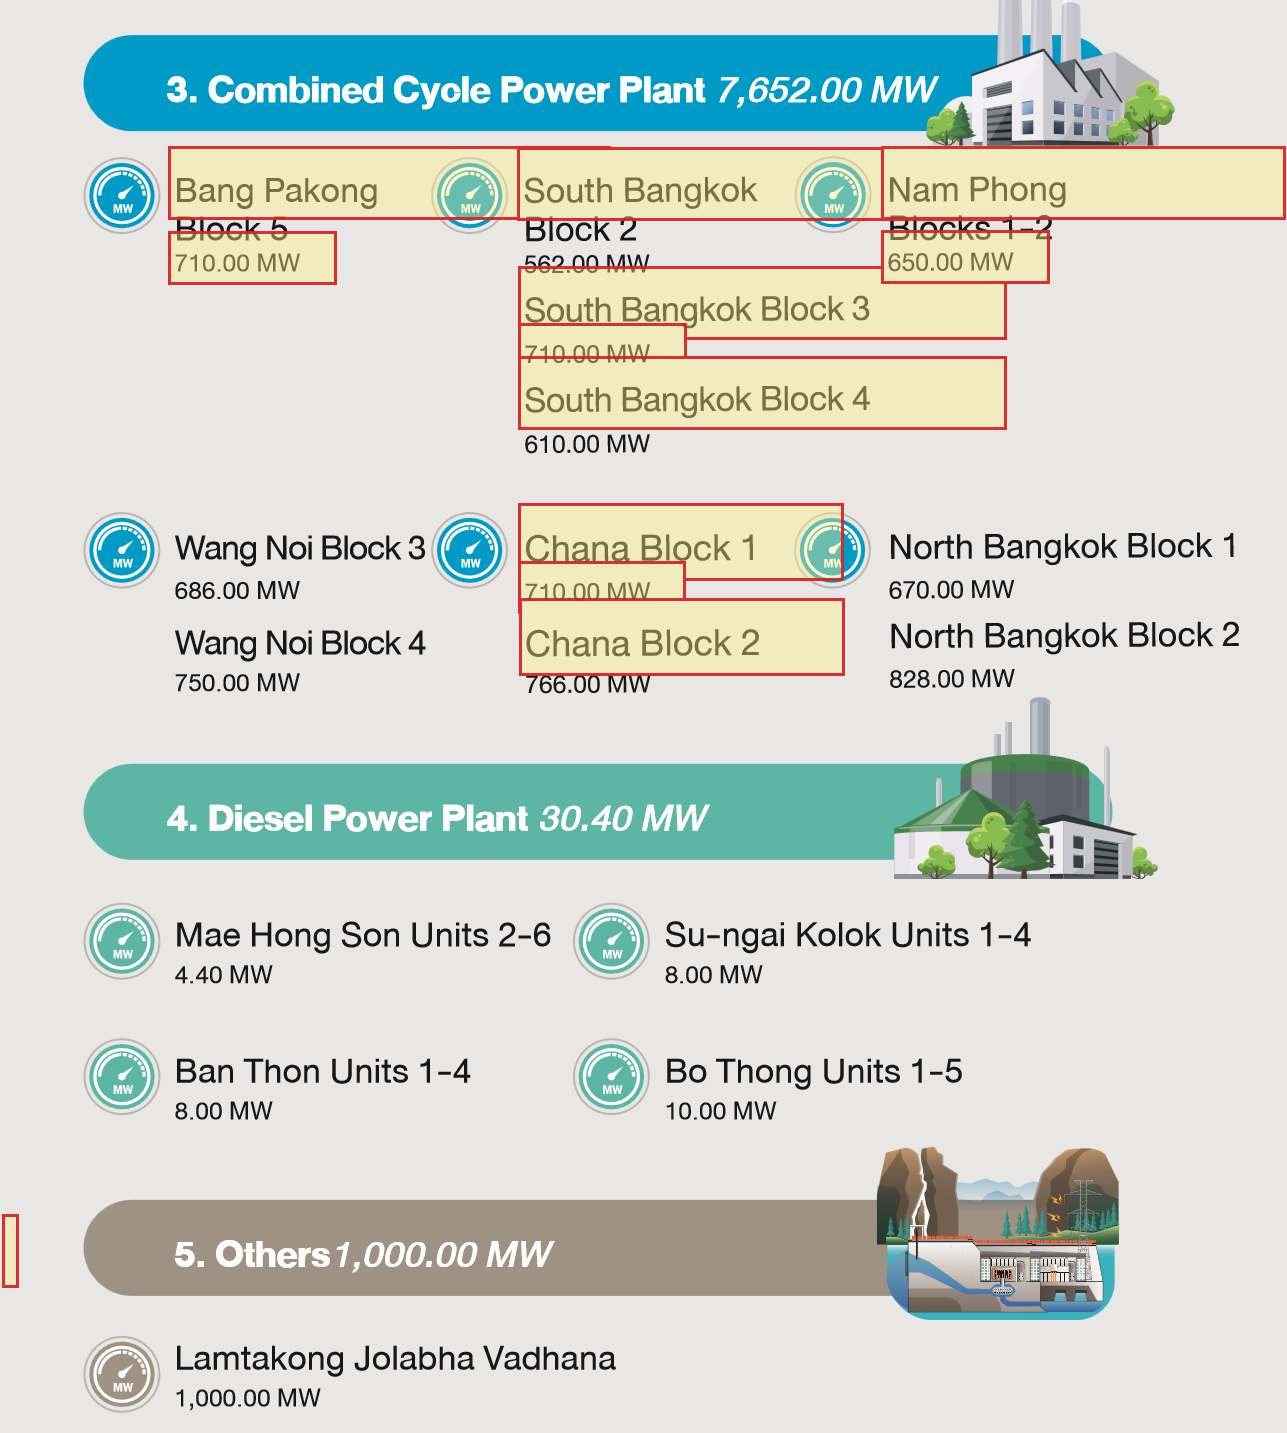 3. Combined Cycle Power Plant 7,652.00 MW
MW
Bang Pakong
Block 5
710.00 MW
MW
South Bangkok
Block 2
562.00 MW
South Bangkok Block 3
710.00 MW
South Bangkok Block 4
610.00 MW
MW
Nam Phong
Blocks 1-2
650.00 MW
MW
Wang Noi Block 3
686.00 MW
Wang Noi Block 4
750.00 MW
MW
Chana Block 1
710.00 MW
Chana Block 2
766.00 MW
MW
North Bangkok Block 1
670.00 MW
North Bangkok Block 2
828.00 MW
4. Diesel Power Plant 30.40 MW
MW
Mae Hong Son Units 2-6
4.40 MW
MW
Su-ngai Kolok Units 1-4
8.00 MW
MW
Ban Thon Units 1-4
8.00 MW
MW
Bo Thong Units 1-5
10.00 MW
5. Others 1,000.00 MW
MW
Lamtakong Jolabha Vadhana
1,000.00 MW